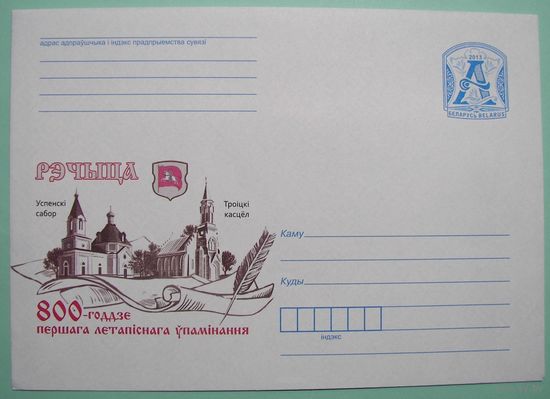 адрас адпраўшчыка і індэкс прадпрыемства сувязі
2013
А
БЕЛАРУСЬ BELARUS
РЭЧЫЦА
Успенскі
сабор
Троіцкі
касцёл
Каму
Куды
800-годдзе
першага летапіснага ўпамінання
індэкс